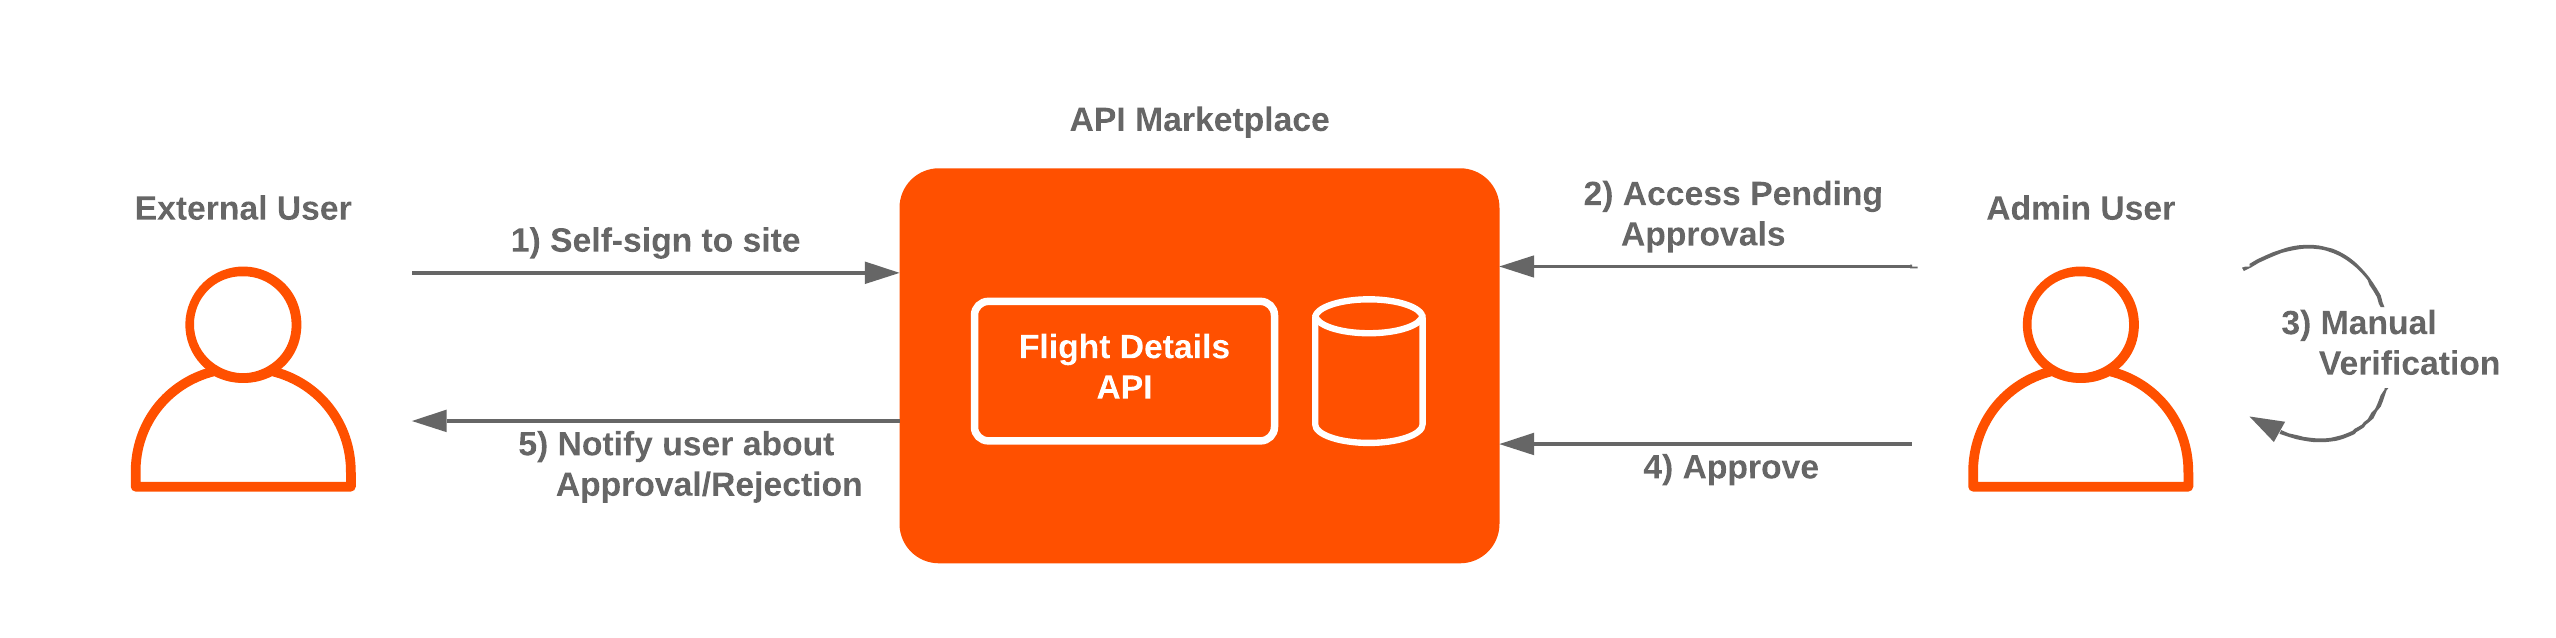 API Marketplace
External User
1) Self-sign to site
2) Access Pending
Approvals
Admin User
Flight Details
API
3) Manual
Verification
5) Notify user about
Approval/Rejection
4) Approve